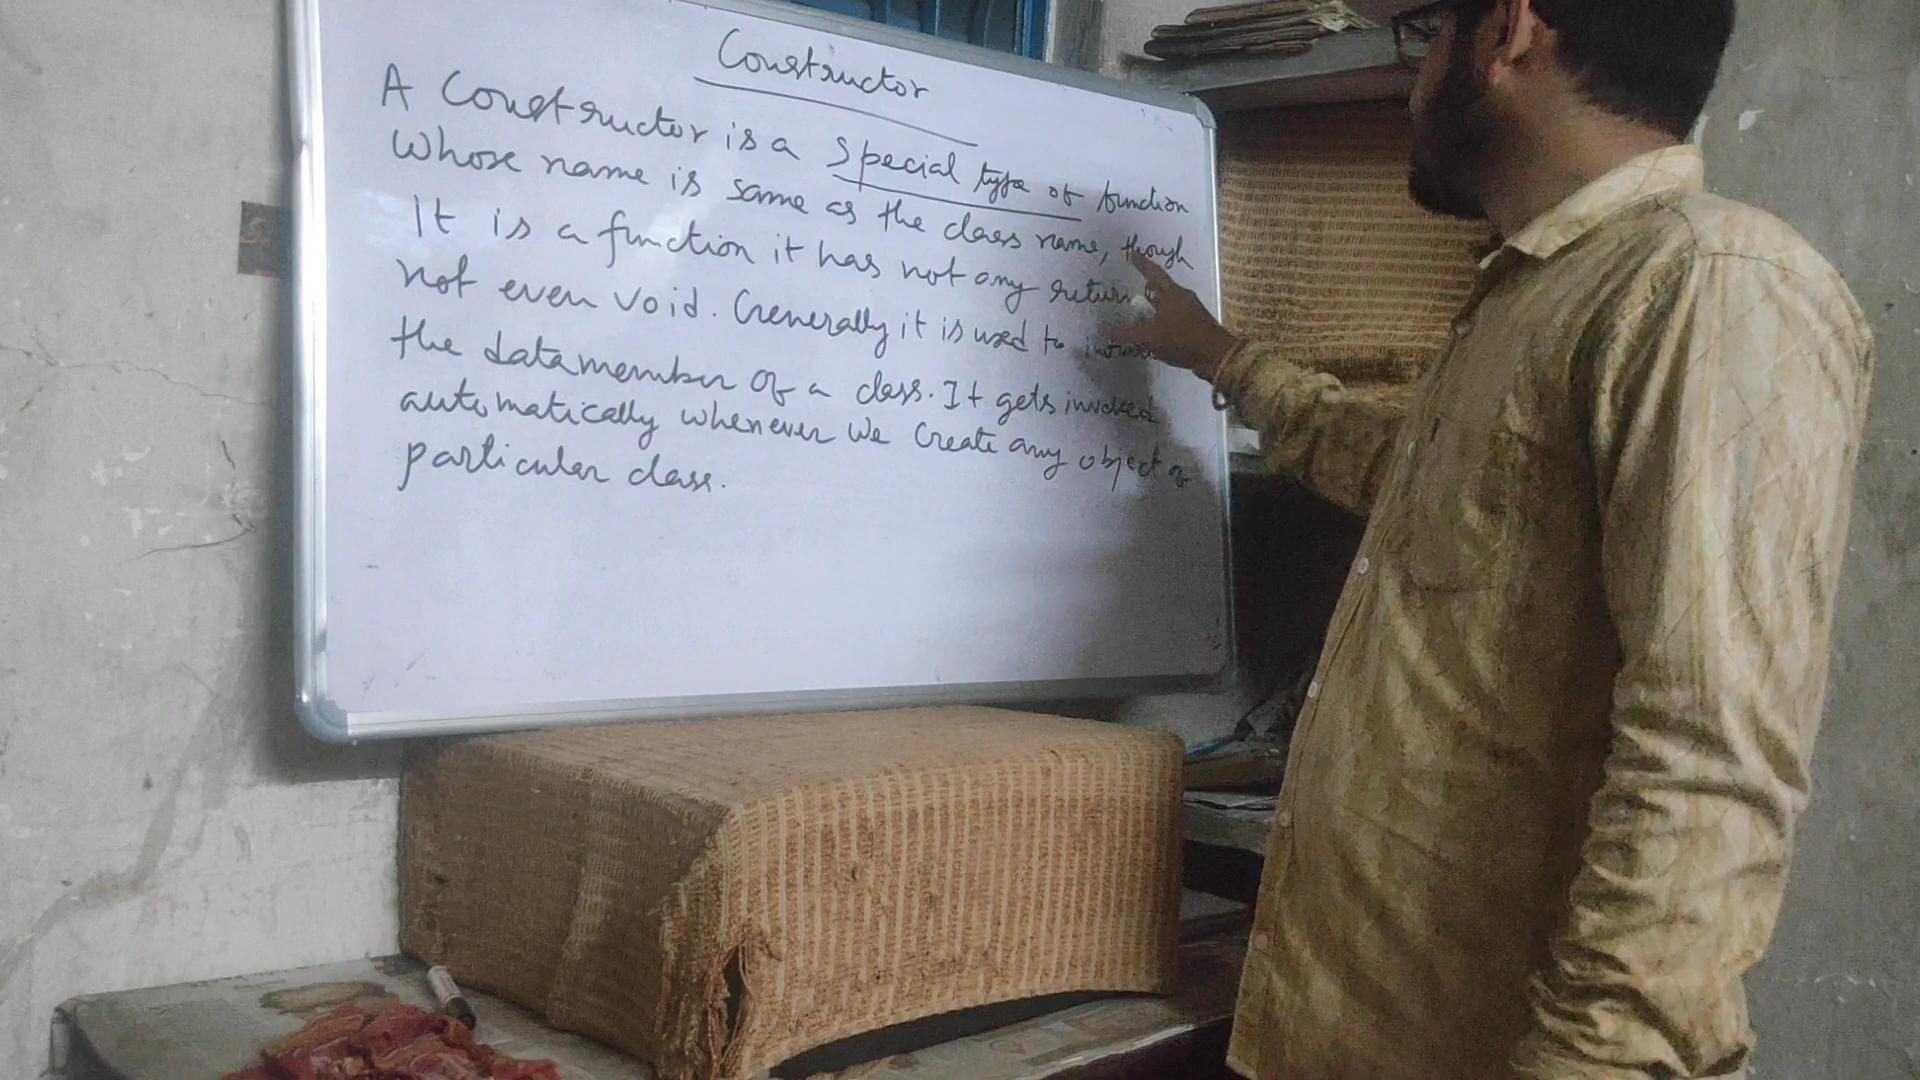 Constructor
A Constructor is a special type of function
Whose name is same as the class name, though
It is a function it has not any return
not even void. Generally it is used to
the datamember of a class. It gets invoked
automatically whenever we create any object of
particular class.